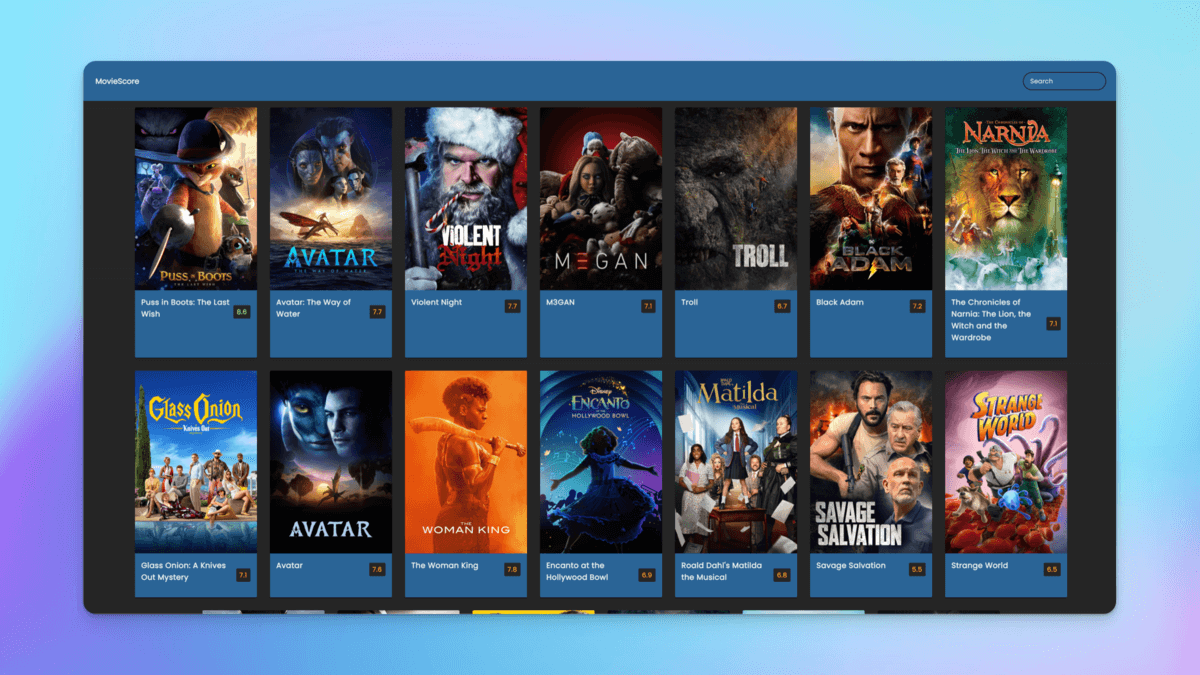 MovieScore
Search
PUSS IN BOOTS
THE LAST WISH
AVATAR
THE WAY OF WATER
VIOLENT
Night
M3GAN
TROLL
BLACK
ADAM
THE CHRONICLES OF
NARNIA
THE LION, THE WITCH AND THE WARDROBE
Puss in Boots: The Last
Wish
8.6
Avatar: The Way of
Water
7.7
Violent Night
7.7
M3GAN
7.1
Troll
6.7
Black Adam
7.2
The Chronicles of
Narnia: The Lion, the
Witch and the
Wardrobe
7.1
Glass Onion
Knives Out
AVATAR
THE
WOMAN KING
Disney
ENCANTO
AT THE
HOLLYWOOD BOWL
Matilda
Musical
SAVAGE
SALVATION
STRANGE
WORLD
Glass Onion: A Knives
Out Mystery
7.1
Avatar
7.6
The Woman King
7.8
Encanto at the
Hollywood Bowl
6.9
Roald Dahl's Matilda
the Musical
6.8
Savage Salvation
5.5
Strange World
6.5